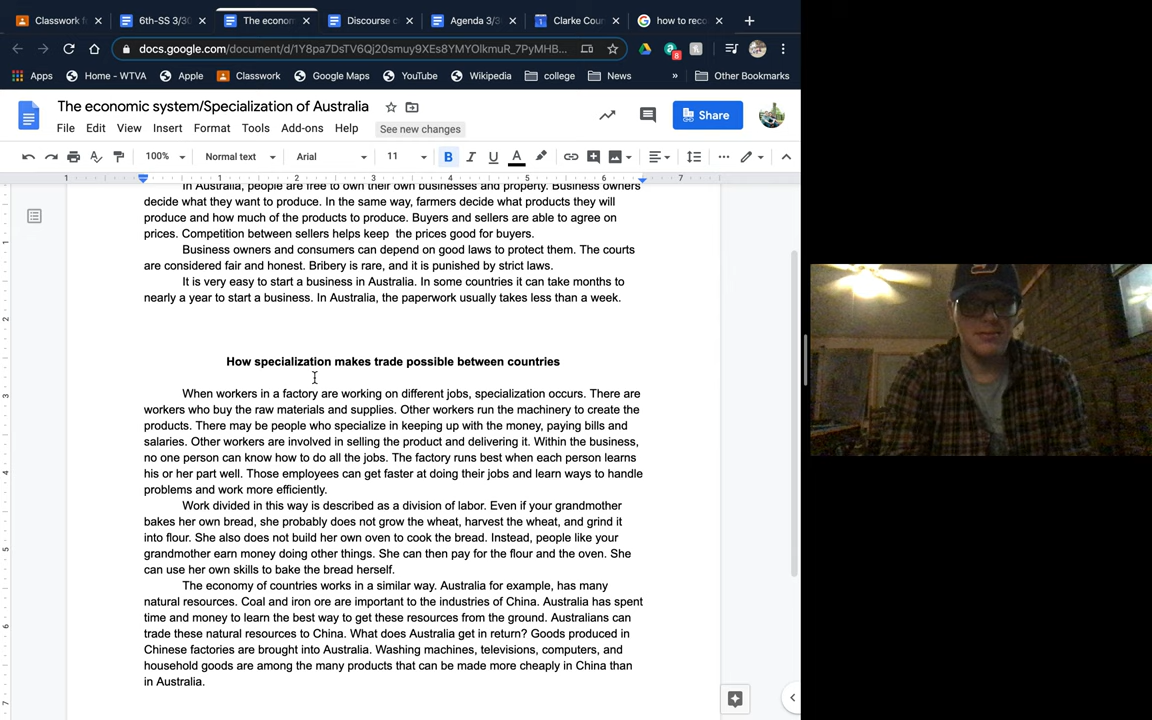 Classwork f
6th-SS 3/30
The econom
Discourse o
Agenda 3/3
Clarke Coun
how to reco
docs.google.com/document/d/1Y8pa7DsTV6Qj20smuy9XEs8YMYOlkmuR_7PyMHB...
8
Apps
Home - WTVA
Apple
Classwork
Google Maps
YouTube
Wikipedia
college
News
»
Other Bookmarks
The economic system/Specialization of Australia
File Edit View Insert Format Tools Add-ons Help
See new changes
Share
100%
Normal text
Arial
11
B I U A
1 1 2 3 4 5 6 7
In Australia, people are free to own their own businesses and property. Business owners
decide what they want to produce. In the same way, farmers decide what products they will
produce and how much of the products to produce. Buyers and sellers are able to agree on
prices. Competition between sellers helps keep the prices good for buyers.
Business owners and consumers can depend on good laws to protect them. The courts
are considered fair and honest. Bribery is rare, and it is punished by strict laws.
It is very easy to start a business in Australia. In some countries it can take months to
nearly a year to start a business. In Australia, the paperwork usually takes less than a week.
How specialization makes trade possible between countries
When workers in a factory are working on different jobs, specialization occurs. There are
workers who buy the raw materials and supplies. Other workers run the machinery to create the
products. There may be people who specialize in keeping up with the money, paying bills and
salaries. Other workers are involved in selling the product and delivering it. Within the business,
no one person can know how to do all the jobs. The factory runs best when each person learns
his or her part well. Those employees can get faster at doing their jobs and learn ways to handle
problems and work more efficiently.
Work divided in this way is described as a division of labor. Even if your grandmother
bakes her own bread, she probably does not grow the wheat, harvest the wheat, and grind it
into flour. She also does not build her own oven to cook the bread. Instead, people like your
grandmother earn money doing other things. She can then pay for the flour and the oven. She
can use her own skills to bake the bread herself.
The economy of countries works in a similar way. Australia for example, has many
natural resources. Coal and iron ore are important to the industries of China. Australia has spent
time and money to learn the best way to get these resources from the ground. Australians can
trade these natural resources to China. What does Australia get in return? Goods produced in
Chinese factories are brought into Australia. Washing machines, televisions, computers, and
household goods are among the many products that can be made more cheaply in China than
in Australia.
1
2
3
4
5
6
7